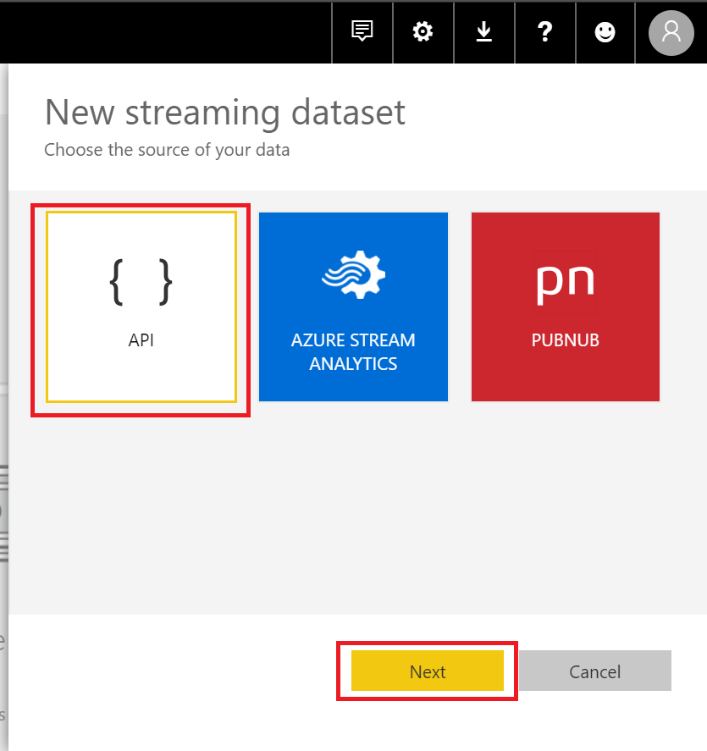 ?
New streaming dataset
Choose the source of your data
{ }
API
AZURE STREAM
ANALYTICS
pn
PUBNUB
Next
Cancel